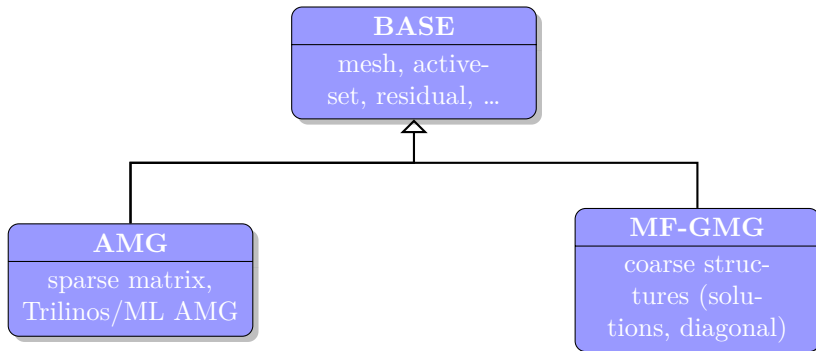 BASE
mesh, active-
set, residual, …
AMG
sparse matrix,
Trilinos/ML AMG
MF-GMG
coarse struc-
tures (solu-
tions, diagonal)